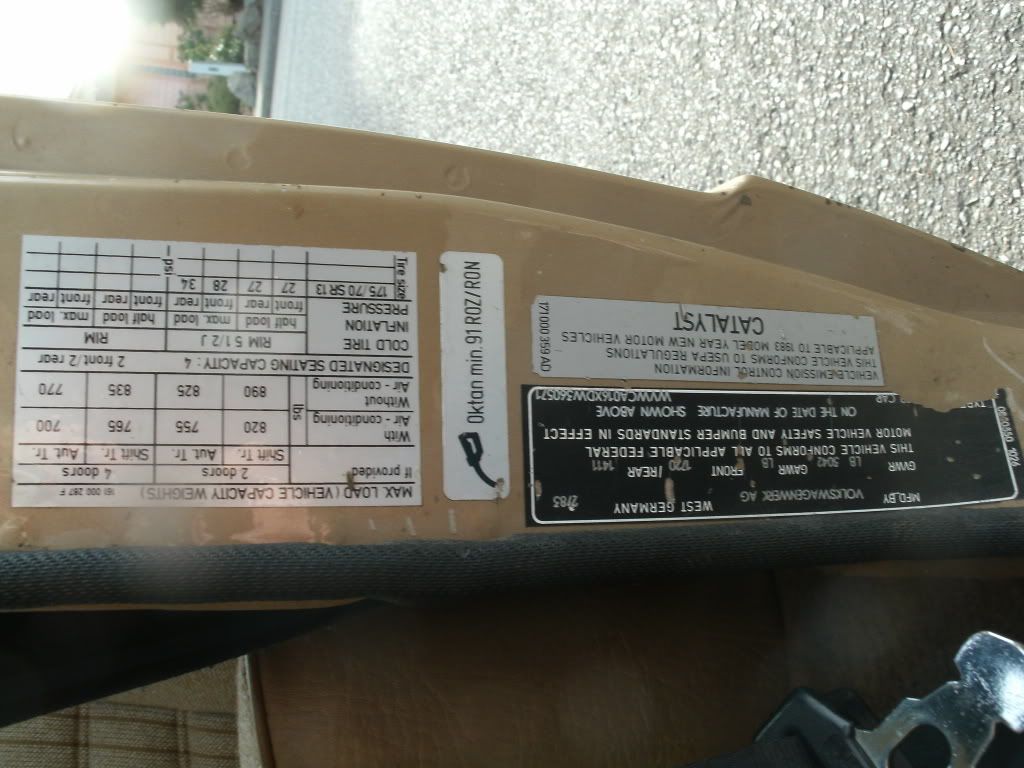 MFD.BY VOLKSWAGENWERK AG WEST GERMANY 2/83
GVWR LB 3042 GAWR LB FRONT 1720 /REAR 1411
THIS VEHICLE CONFORMS TO ALL APPLICABLE FEDERAL
MOTOR VEHICLE SAFETY AND BUMPER STANDARDS IN EFFECT
ON THE DATE OF MANUFACTURE SHOWN ABOVE
CAR
VEHICLE EMISSION CONTROL INFORMATION
THIS VEHICLE CONFORMS TO USEPA REGULATIONS
APPLICABLE TO 1983 MODEL YEAR NEW MOTOR VEHICLES
CATALYST
171 000 359 AD
Oktan min. 91 ROZ/RON
MAX. LOAD (VEHICLE CAPACITY WEIGHTS) 161 000 287 F
If provided 2 doors 4 doors
Shift Tr. Aut. Tr. Shift Tr. Aut. Tr.
With
Air - conditioning lbs 820 755 765 700
Without
Air - conditioning 890 825 835 770
DESIGNATED SEATING CAPACITY : 4 2 front/2 rear
COLD TIRE RIM 5 1/2 J RIM
INFLATION half load max. load half load max. load
PRESSURE front rear front rear front rear front rear
Tire size 175/70 SR13 27 27 28 34
psi